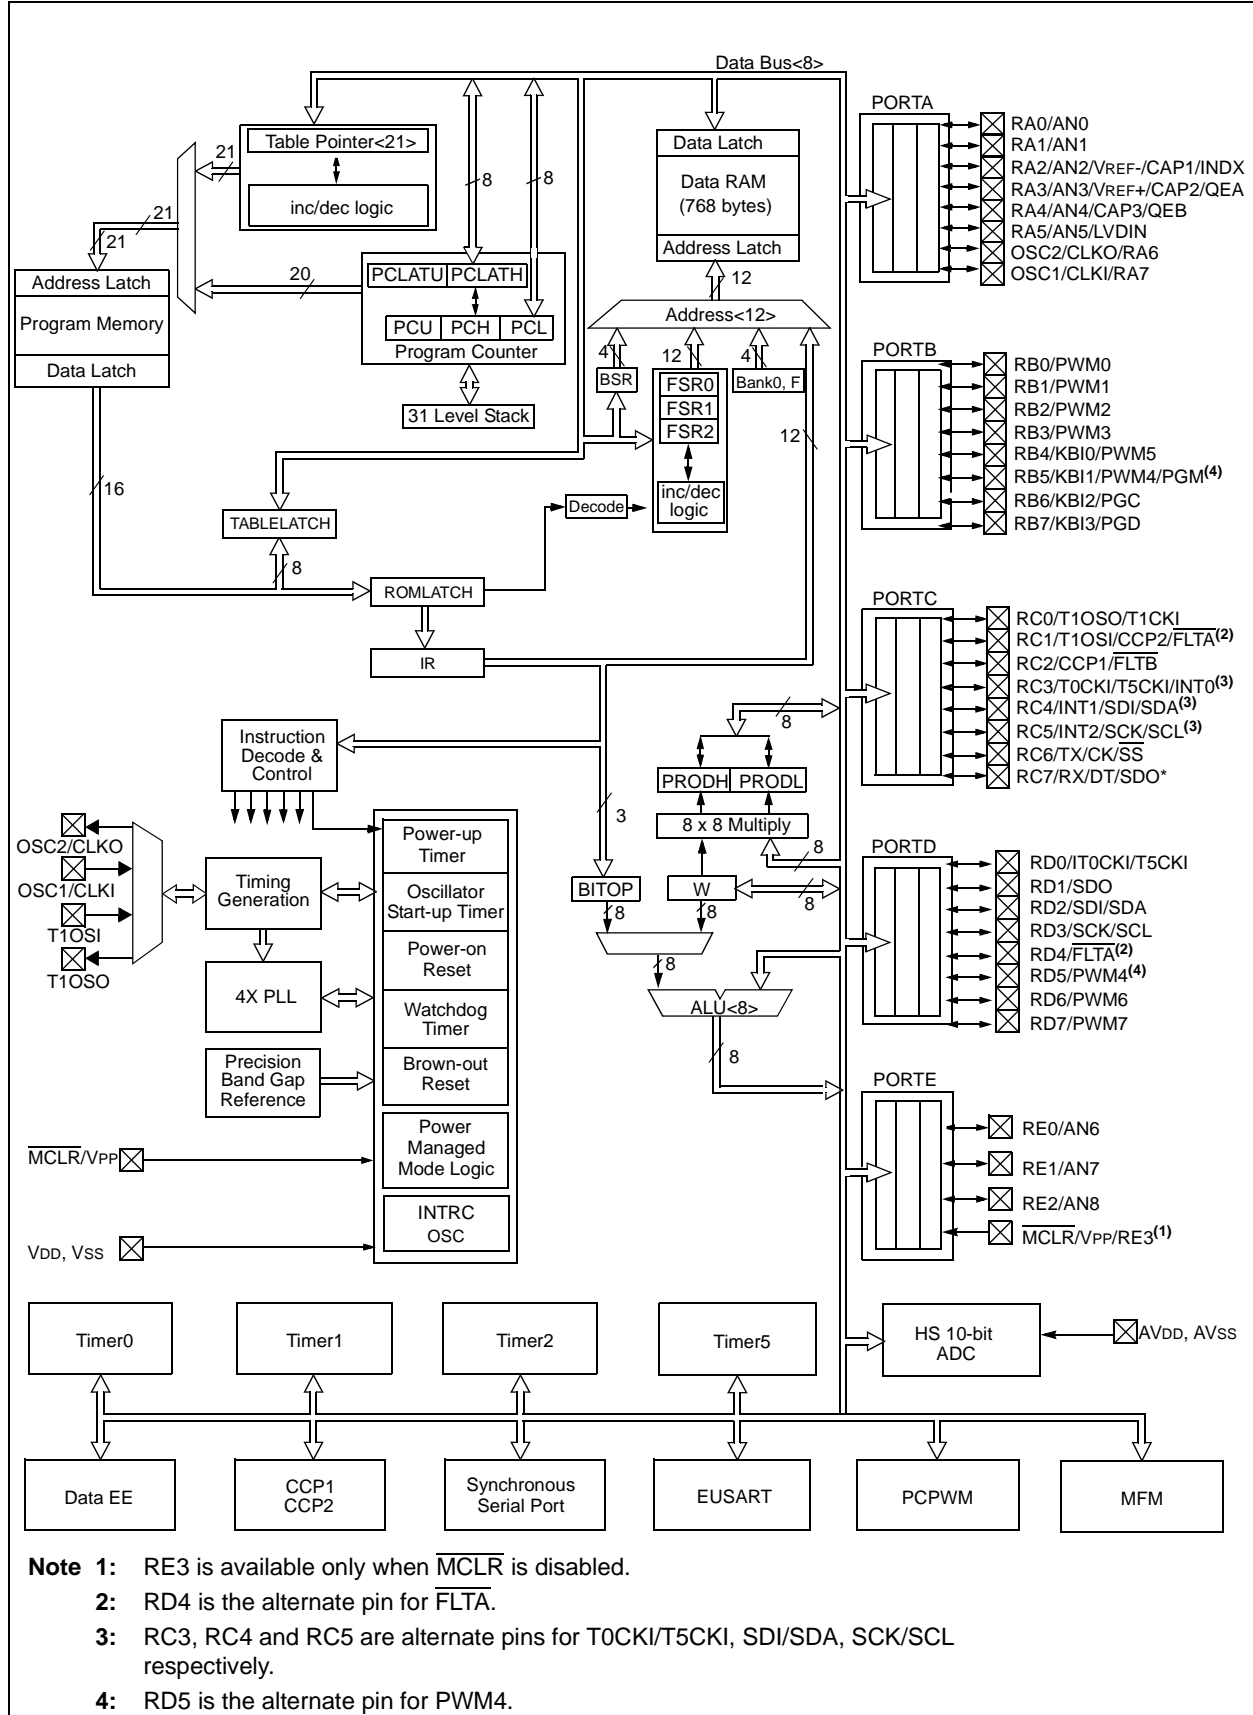 Data Bus<8>
Table Pointer<21>
inc/dec logic
21
21
21
20
8
8
Address Latch
Program Memory
Data Latch
PCLATU
PCLATH
PCU
PCH
PCL
Program Counter
31 Level Stack
Data Latch
Data RAM
(768 bytes)
Address Latch
12
Address<12>
4
12
4
BSR
FSR0
FSR1
FSR2
Bank0, F
12
inc/dec
logic
Decode
16
TABLELATCH
8
ROMLATCH
IR
Instruction
Decode &
Control
8
PRODH
PRODL
8 x 8 Multiply
3
8
BITOP
W
8
8
8
8
ALU<8>
8
OSC2/CLKO
OSC1/CLKI
T1OSI
T1OSO
Timing
Generation
4X PLL
Precision
Band Gap
Reference
Power-up
Timer
Oscillator
Start-up Timer
Power-on
Reset
Watchdog
Timer
Brown-out
Reset
Power
Managed
Mode Logic
INTRC
OSC
MCLR/VPP
VDD, VSS
PORTA
RA0/AN0
RA1/AN1
RA2/AN2/VREF-/CAP1/INDX
RA3/AN3/VREF+/CAP2/QEA
RA4/AN4/CAP3/QEB
RA5/AN5/LVDIN
OSC2/CLKO/RA6
OSC1/CLKI/RA7
PORTB
RB0/PWM0
RB1/PWM1
RB2/PWM2
RB3/PWM3
RB4/KBI0/PWM5
RB5/KBI1/PWM4/PGM(4)
RB6/KBI2/PGC
RB7/KBI3/PGD
PORTC
RC0/T1OSO/T1CKI
RC1/T1OSI/CCP2/FLTA(2)
RC2/CCP1/FLTB
RC3/T0CKI/T5CKI/INT0(3)
RC4/INT1/SDI/SDA(3)
RC5/INT2/SCK/SCL(3)
RC6/TX/CK/SS
RC7/RX/DT/SDO*
PORTD
RD0/IT0CKI/T5CKI
RD1/SDO
RD2/SDI/SDA
RD3/SCK/SCL
RD4/FLTA(2)
RD5/PWM4(4)
RD6/PWM6
RD7/PWM7
PORTE
RE0/AN6
RE1/AN7
RE2/AN8
MCLR/VPP/RE3(1)
Timer0
Timer1
Timer2
Timer5
HS 10-bit
ADC
AVDD, AVSS
Data EE
CCP1
CCP2
Synchronous
Serial Port
EUSART
PCPWM
MFM
Note 1: RE3 is available only when MCLR is disabled.
2: RD4 is the alternate pin for FLTA.
3: RC3, RC4 and RC5 are alternate pins for T0CKI/T5CKI, SDI/SDA, SCK/SCL
respectively.
4: RD5 is the alternate pin for PWM4.